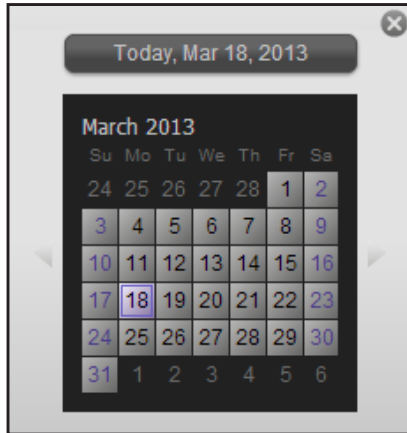 Today, Mar 18, 2013
March 2013
Su Mo Tu We Th Fr Sa
24 25 26 27 28 1 2
3 4 5 6 7 8 9
10 11 12 13 14 15 16
17 18 19 20 21 22 23
24 25 26 27 28 29 30
31 1 2 3 4 5 6